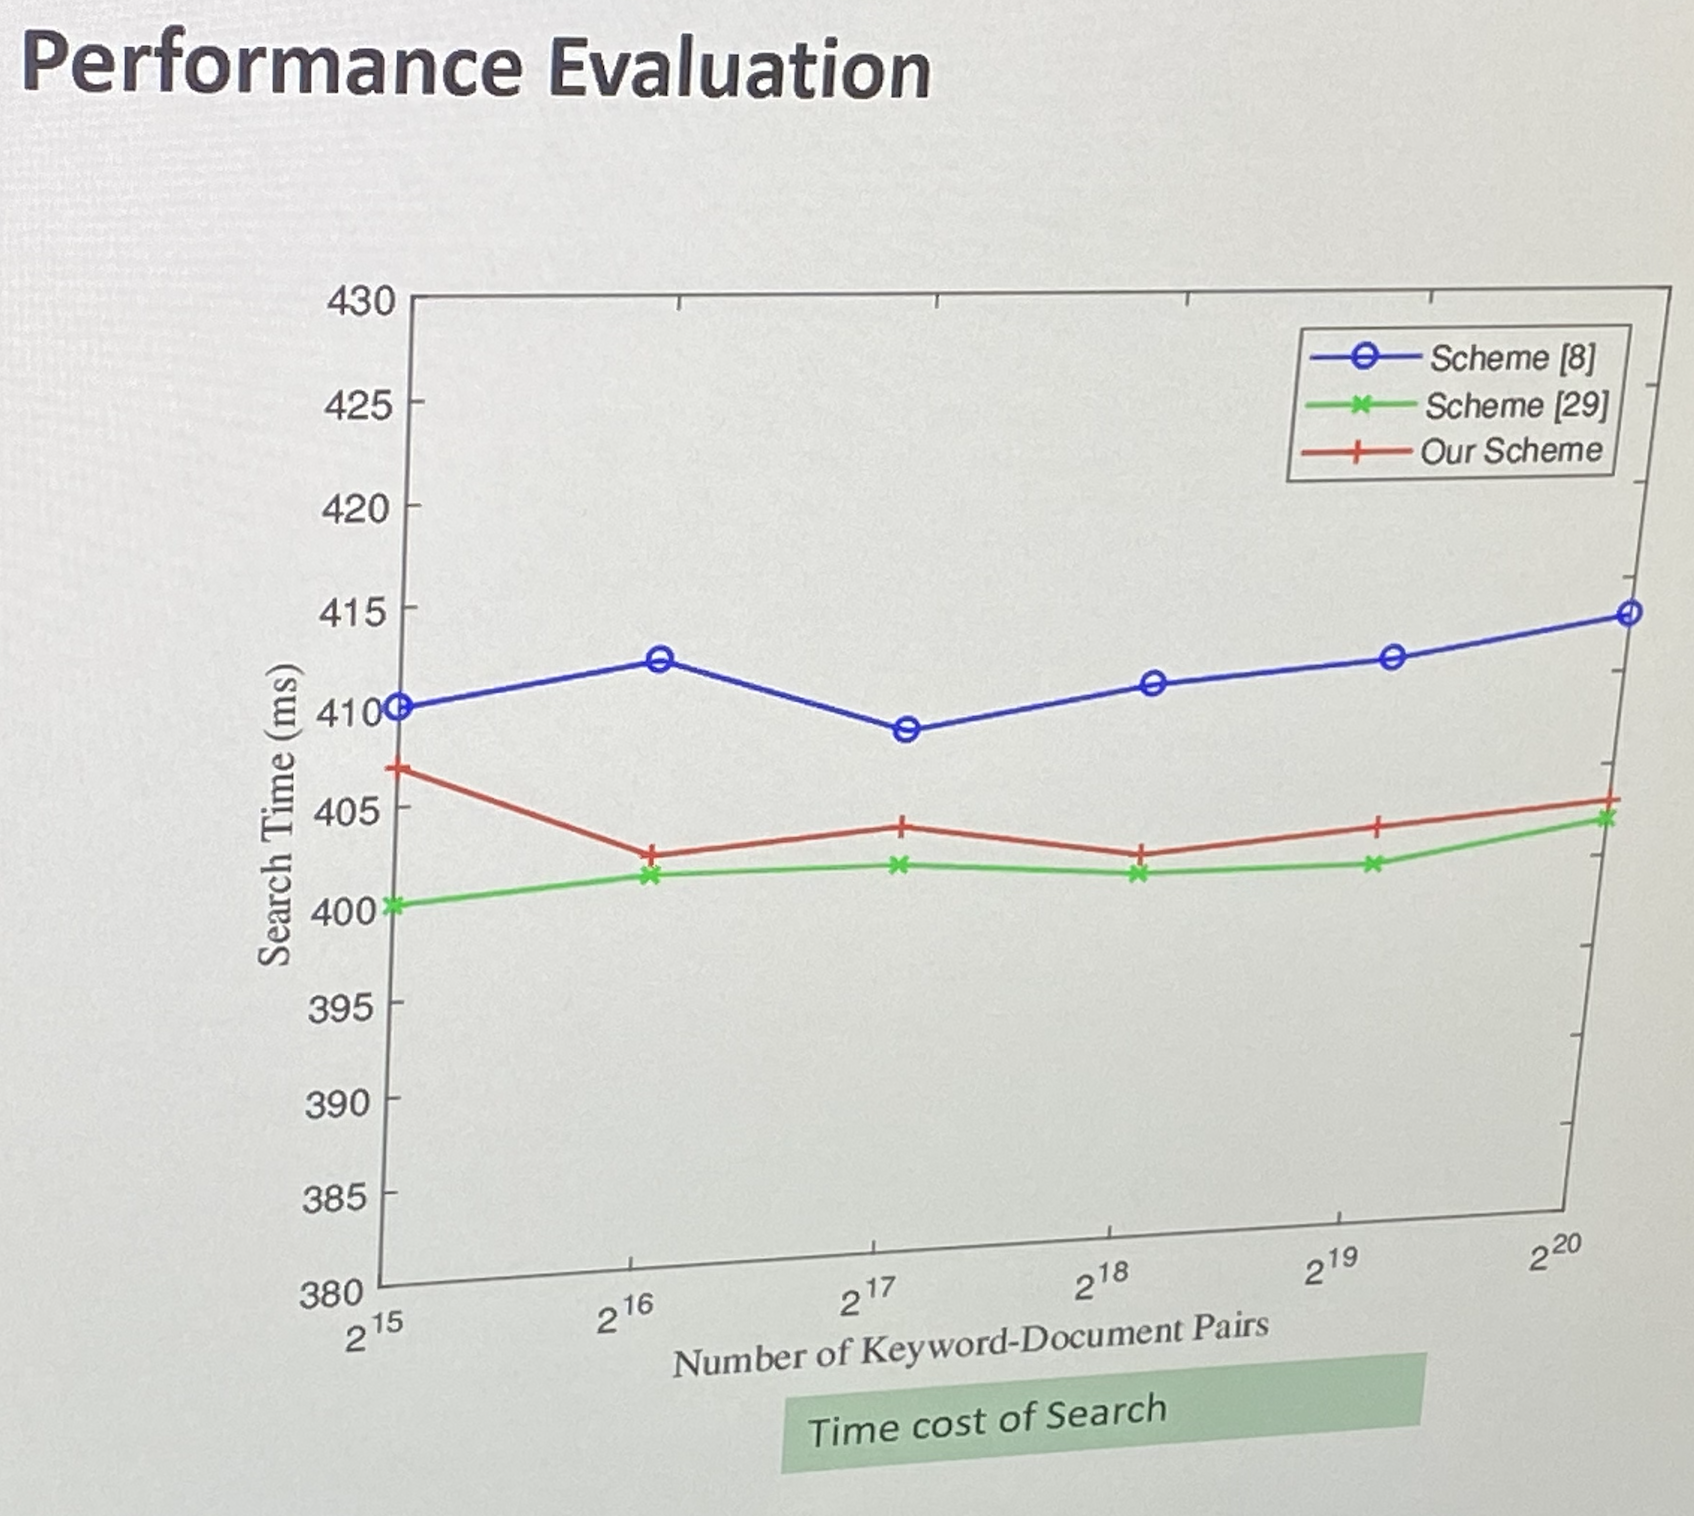 Performance Evaluation
430
425
420
415
410
405
400
395
390
385
380
Search Time (ms)
Scheme [8]
Scheme [29]
Our Scheme
2^15 2^16 2^17 2^18 2^19 2^20
Number of Keyword-Document Pairs
Time cost of Search